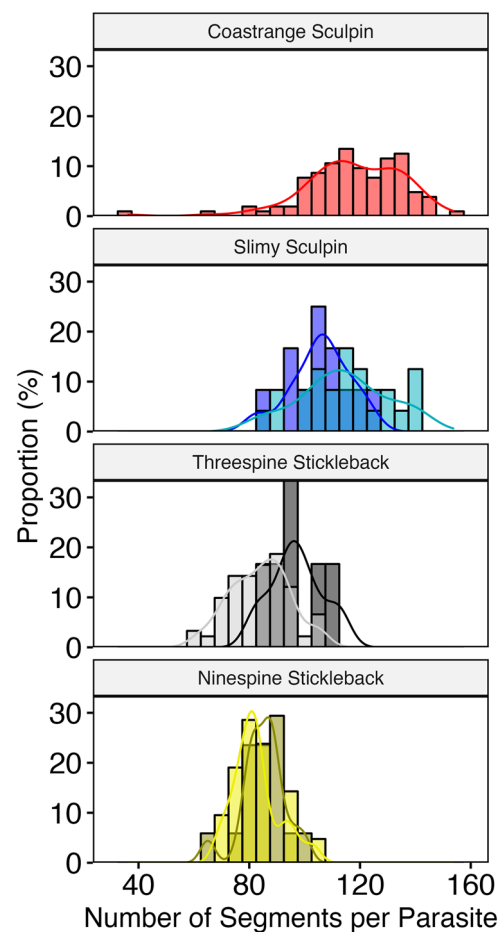 Coastrange Sculpin
30
20
10
0
Slimy Sculpin
30
20
10
0
Threespine Stickleback
30
20
10
0
Ninespine Stickleback
30
20
10
0
Proportion (%)
40 80 120 160
Number of Segments per Parasite